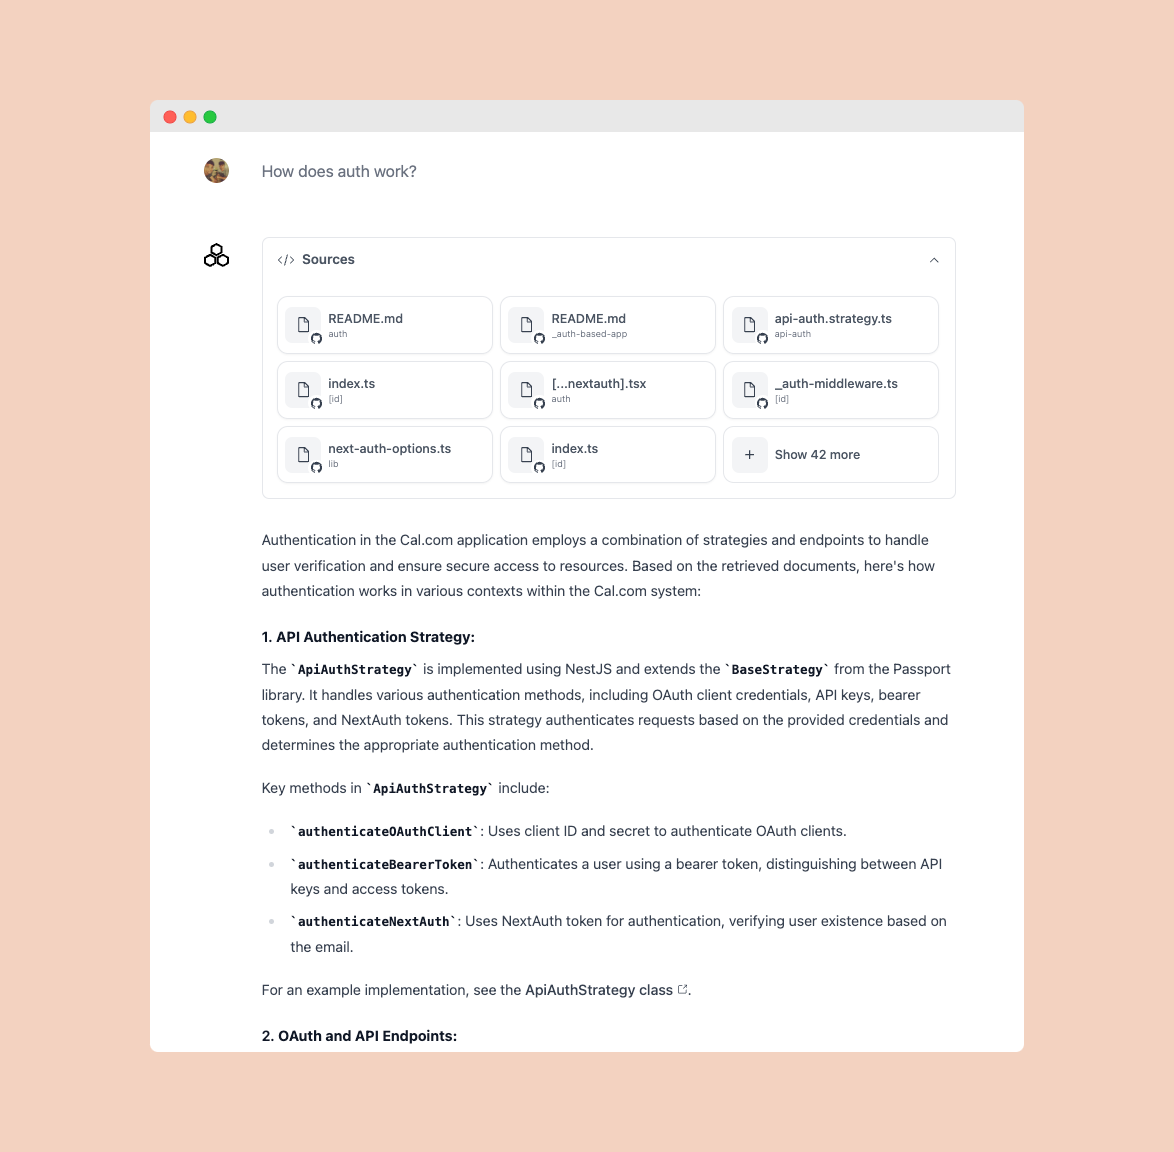 How does auth work?
</> Sources
README.md
auth
README.md
_auth-based-app
api-auth.strategy.ts
api-auth
index.ts
[id]
[...nextauth].tsx
auth
_auth-middleware.ts
[id]
next-auth-options.ts
lib
index.ts
[id]
+ Show 42 more
Authentication in the Cal.com application employs a combination of strategies and endpoints to handle
user verification and ensure secure access to resources. Based on the retrieved documents, here's how
authentication works in various contexts within the Cal.com system:
1. API Authentication Strategy:
The `ApiAuthStrategy` is implemented using NestJS and extends the `BaseStrategy` from the Passport
library. It handles various authentication methods, including OAuth client credentials, API keys, bearer
tokens, and NextAuth tokens. This strategy authenticates requests based on the provided credentials and
determines the appropriate authentication method.
Key methods in `ApiAuthStrategy` include:
• `authenticateOAuthClient`: Uses client ID and secret to authenticate OAuth clients.
• `authenticateBearerToken`: Authenticates a user using a bearer token, distinguishing between API
keys and access tokens.
• `authenticateNextAuth`: Uses NextAuth token for authentication, verifying user existence based on
the email.
For an example implementation, see the ApiAuthStrategy class.
2. OAuth and API Endpoints: